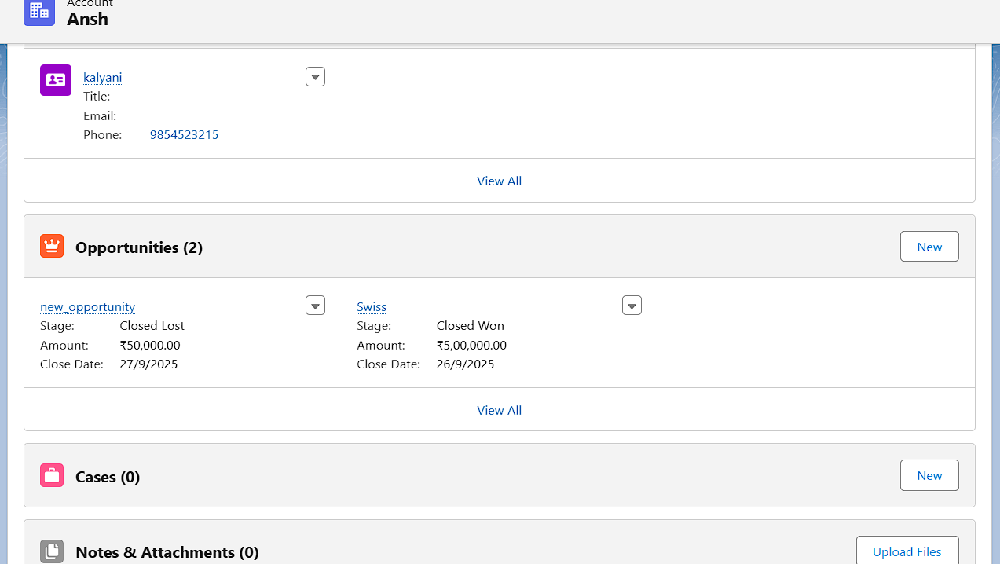 Account
Ansh
kalyani
Title:
Email:
Phone: 9854523215
View All
Opportunities (2)
New
new_opportunity
Stage: Closed Lost
Amount: ₹50,000.00
Close Date: 27/9/2025
Swiss
Stage: Closed Won
Amount: ₹5,00,000.00
Close Date: 26/9/2025
View All
Cases (0)
New
Notes & Attachments (0)
Upload Files